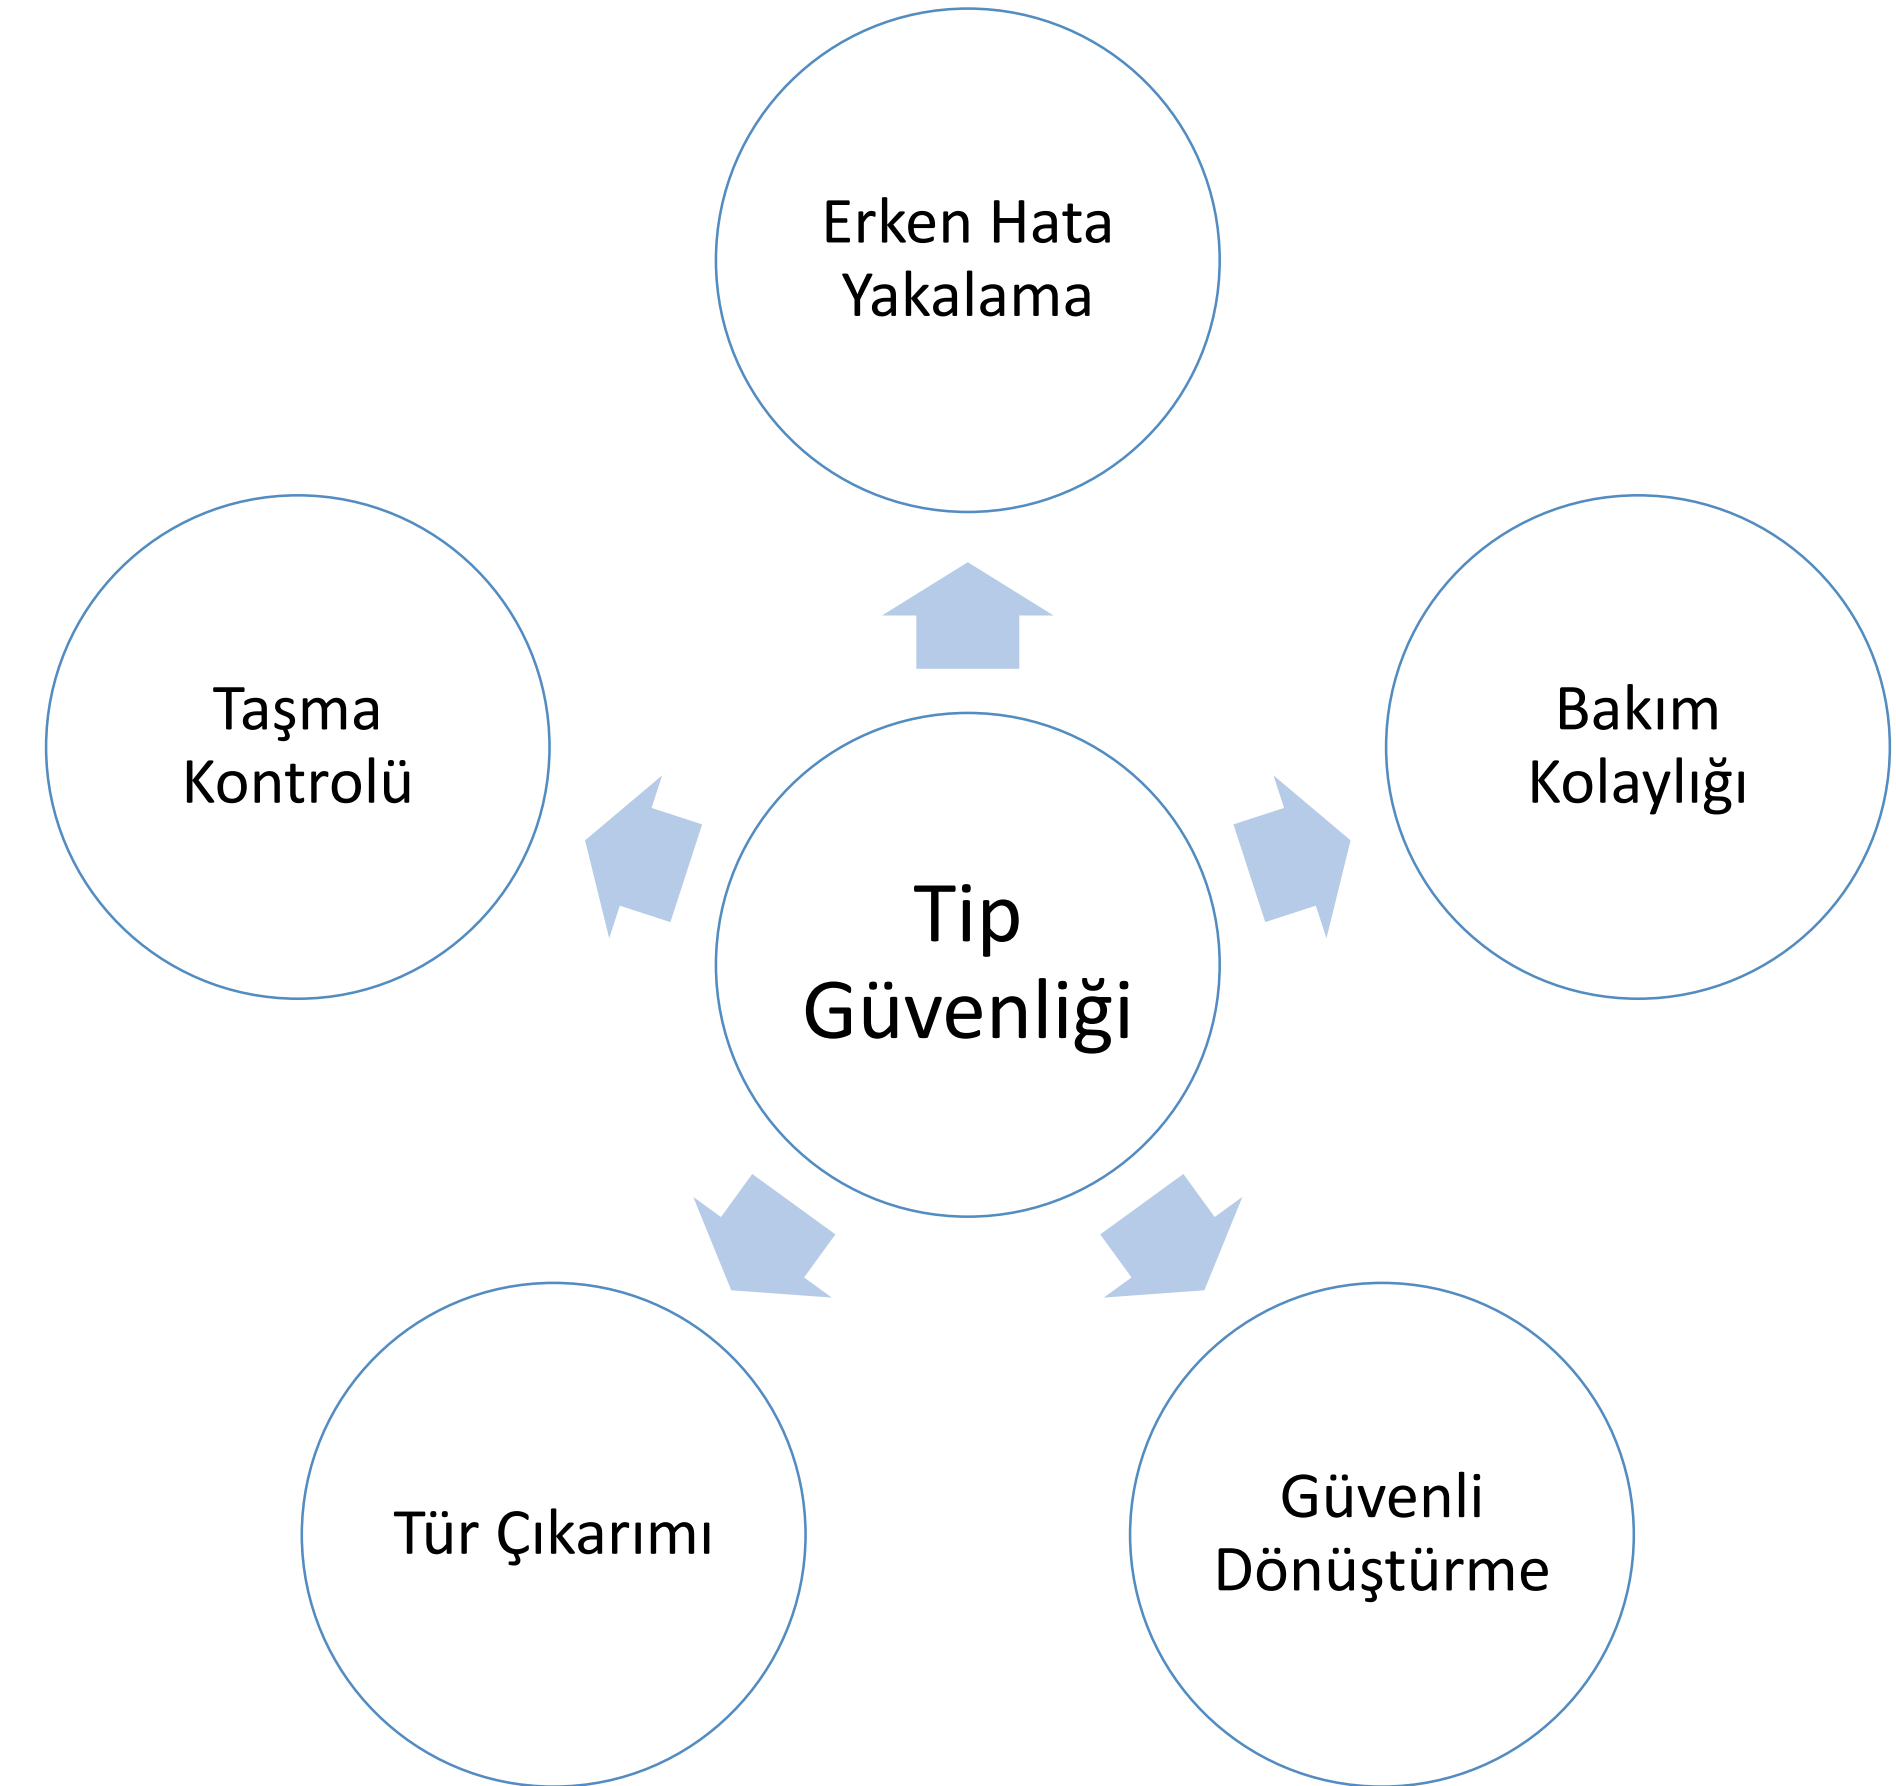 Erken Hata
Yakalama
Taşma
Kontrolü
Bakım
Kolaylığı
Tip
Güvenliği
Tür Çıkarımı
Güvenli
Dönüştürme